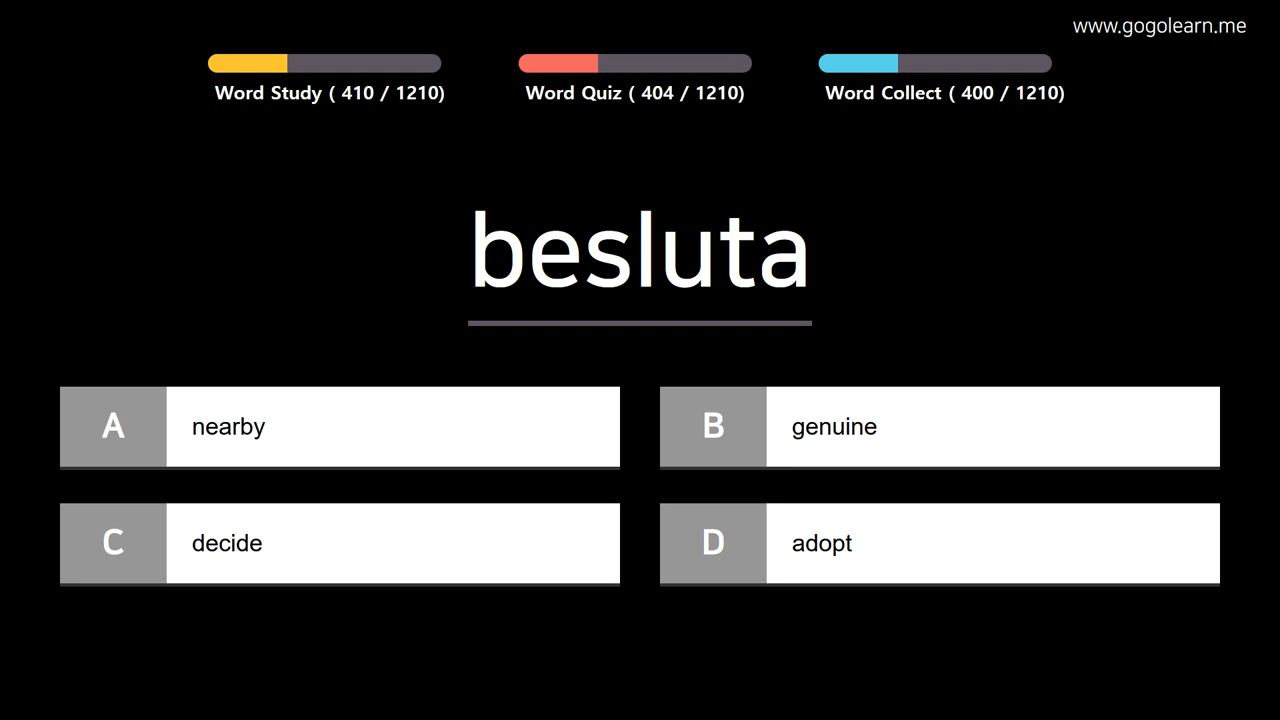 www.gogolearn.me
Word Study ( 410 / 1210)
Word Quiz ( 404 / 1210)
Word Collect ( 400 / 1210)
besluta
A nearby
B genuine
C decide
D adopt